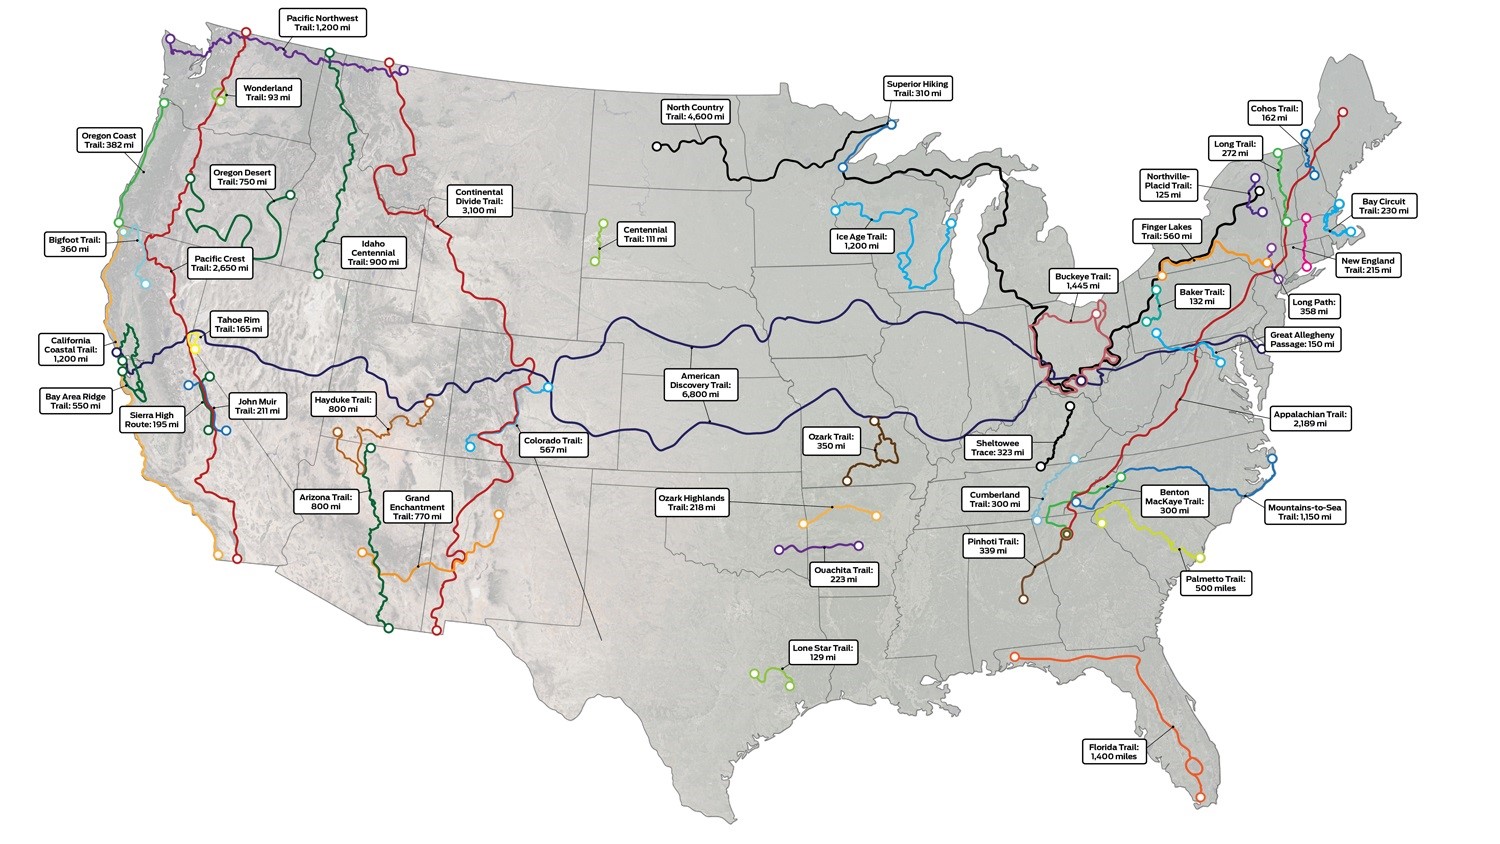 Pacific Northwest
Trail: 1,200 mi
Wonderland
Trail: 93 mi
Oregon Coast
Trail: 382 mi
Oregon Desert
Trail: 750 mi
Continental
Divide Trail:
3,100 mi
Idaho
Centennial
Trail: 900 mi
Bigfoot Trail:
360 mi
Pacific Crest
Trail: 2,650 mi
Tahoe Rim
Trail: 165 mi
California
Coastal Trail:
1,200 mi
Bay Area Ridge
Trail: 550 mi
Sierra High
Route: 195 mi
John Muir
Trail: 211 mi
Hayduke Trail:
800 mi
Arizona Trail:
800 mi
Grand
Enchantment
Trail: 770 mi
Colorado Trail:
567 mi
North Country
Trail: 4,600 mi
Superior Hiking
Trail: 310 mi
Centennial
Trail: 111 mi
Ice Age Trail:
1,200 mi
American
Discovery Trail:
6,800 mi
Ozark Trail:
350 mi
Ozark Highlands
Trail: 218 mi
Ouachita Trail:
223 mi
Lone Star Trail:
129 mi
Buckeye Trail:
1,445 mi
Sheltowee
Trace: 323 mi
Cumberland
Trail: 300 mi
Pinhoti Trail:
339 mi
Benton
MacKaye Trail:
300 mi
Palmetto Trail:
500 miles
Mountains-to-Sea
Trail: 1,150 mi
Appalachian Trail:
2,189 mi
Great Allegheny
Passage: 150 mi
Long Path:
358 mi
Baker Trail:
132 mi
New England
Trail: 215 mi
Bay Circuit
Trail: 230 mi
Finger Lakes
Trail: 560 mi
Northville-
Placid Trail:
125 mi
Long Trail:
272 mi
Cohos Trail:
162 mi
Florida Trail:
1,400 miles